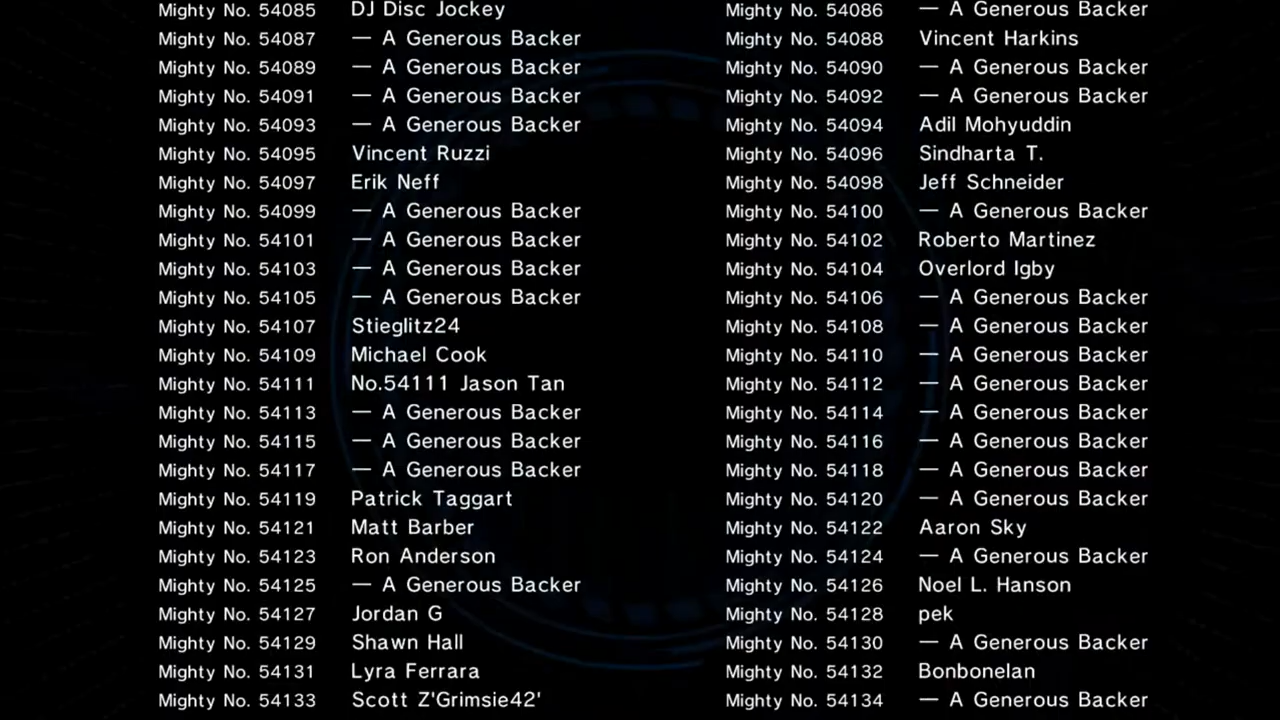 Mighty No. 54085 DJ Disc Jockey Mighty No. 54086 — A Generous Backer
Mighty No. 54087 — A Generous Backer Mighty No. 54088 Vincent Harkins
Mighty No. 54089 — A Generous Backer Mighty No. 54090 — A Generous Backer
Mighty No. 54091 — A Generous Backer Mighty No. 54092 — A Generous Backer
Mighty No. 54093 — A Generous Backer Mighty No. 54094 Adil Mohyuddin
Mighty No. 54095 Vincent Ruzzi Mighty No. 54096 Sindharta T.
Mighty No. 54097 Erik Neff Mighty No. 54098 Jeff Schneider
Mighty No. 54099 — A Generous Backer Mighty No. 54100 — A Generous Backer
Mighty No. 54101 — A Generous Backer Mighty No. 54102 Roberto Martinez
Mighty No. 54103 — A Generous Backer Mighty No. 54104 Overlord Igby
Mighty No. 54105 — A Generous Backer Mighty No. 54106 — A Generous Backer
Mighty No. 54107 Stieglitz24 Mighty No. 54108 — A Generous Backer
Mighty No. 54109 Michael Cook Mighty No. 54110 — A Generous Backer
Mighty No. 54111 No.54111 Jason Tan Mighty No. 54112 — A Generous Backer
Mighty No. 54113 — A Generous Backer Mighty No. 54114 — A Generous Backer
Mighty No. 54115 — A Generous Backer Mighty No. 54116 — A Generous Backer
Mighty No. 54117 — A Generous Backer Mighty No. 54118 — A Generous Backer
Mighty No. 54119 Patrick Taggart Mighty No. 54120 — A Generous Backer
Mighty No. 54121 Matt Barber Mighty No. 54122 Aaron Sky
Mighty No. 54123 Ron Anderson Mighty No. 54124 — A Generous Backer
Mighty No. 54125 — A Generous Backer Mighty No. 54126 Noel L. Hanson
Mighty No. 54127 Jordan G Mighty No. 54128 pek
Mighty No. 54129 Shawn Hall Mighty No. 54130 — A Generous Backer
Mighty No. 54131 Lyra Ferrara Mighty No. 54132 Bonbonelan
Mighty No. 54133 Scott Z'Grimsie42' Mighty No. 54134 — A Generous Backer